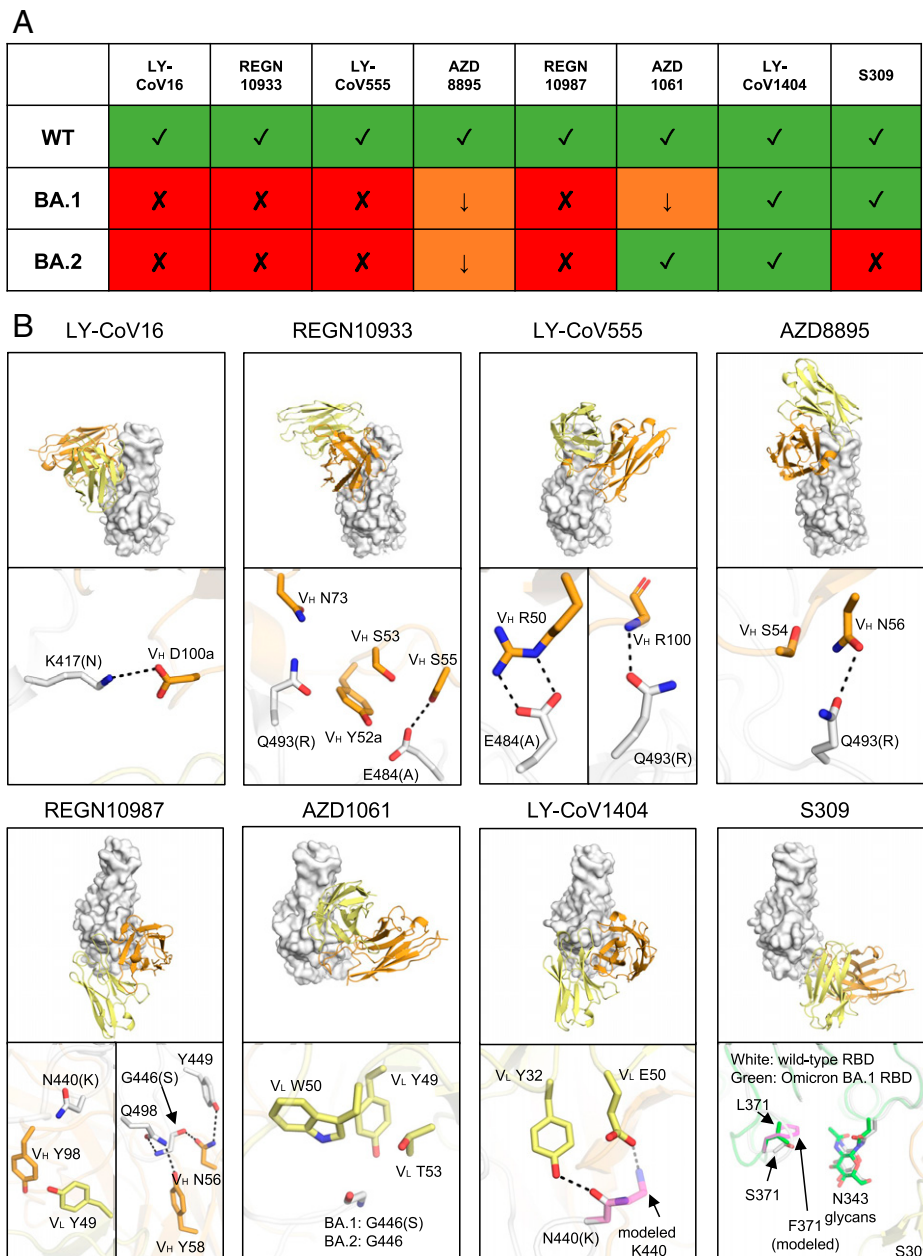 A
LY-CoV16 REGN 10933 LY-CoV555 AZD 8895 REGN 10987 AZD 1061 LY-CoV1404 S309
WT ✓ ✓ ✓ ✓ ✓ ✓ ✓ ✓
BA.1 ✗ ✗ ✗ ↓ ✗ ↓ ✓ ✓
BA.2 ✗ ✗ ✗ ↓ ✗ ✓ ✓ ✗
B
LY-CoV16 REGN10933 LY-CoV555 AZD8895
K417(N)
VH D100a
VH N73
VH S53
VH S55
Q493(R)
VH Y52a
E484(A)
VH R50
E484(A)
VH R100
Q493(R)
VH S54
VH N56
Q493(R)
REGN10987 AZD1061 LY-CoV1404 S309
N440(K)
VH Y98
VL Y49
Y449
G446(S)
Q498
VH N56
VH Y58
VL W50
VL Y49
VL T53
BA.1: G446(S)
BA.2: G446
VL Y32
VL E50
N440(K)
modeled
K440
White: wild-type RBD
Green: Omicron BA.1 RBD
L371
S371
F371
(modeled)
N343
glycans
S30